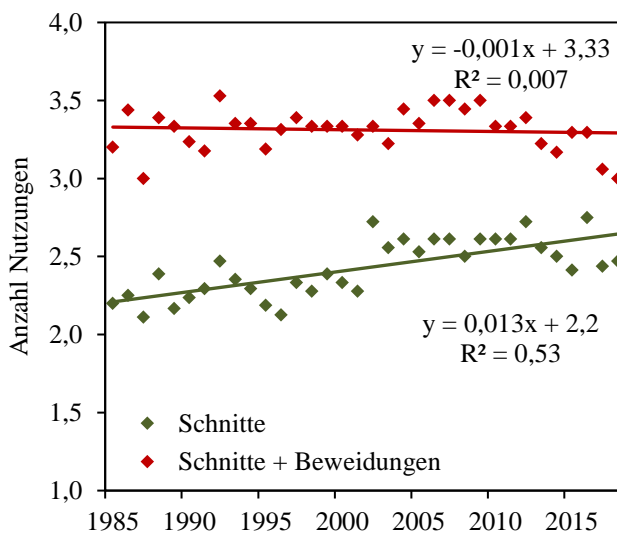 4,0
3,5
3,0
2,5
2,0
1,5
1,0
Anzahl Nutzungen
y = -0,001x + 3,33
R² = 0,007
y = 0,013x + 2,2
R² = 0,53
Schnitte
Schnitte + Beweidungen
1985 1990 1995 2000 2005 2010 2015